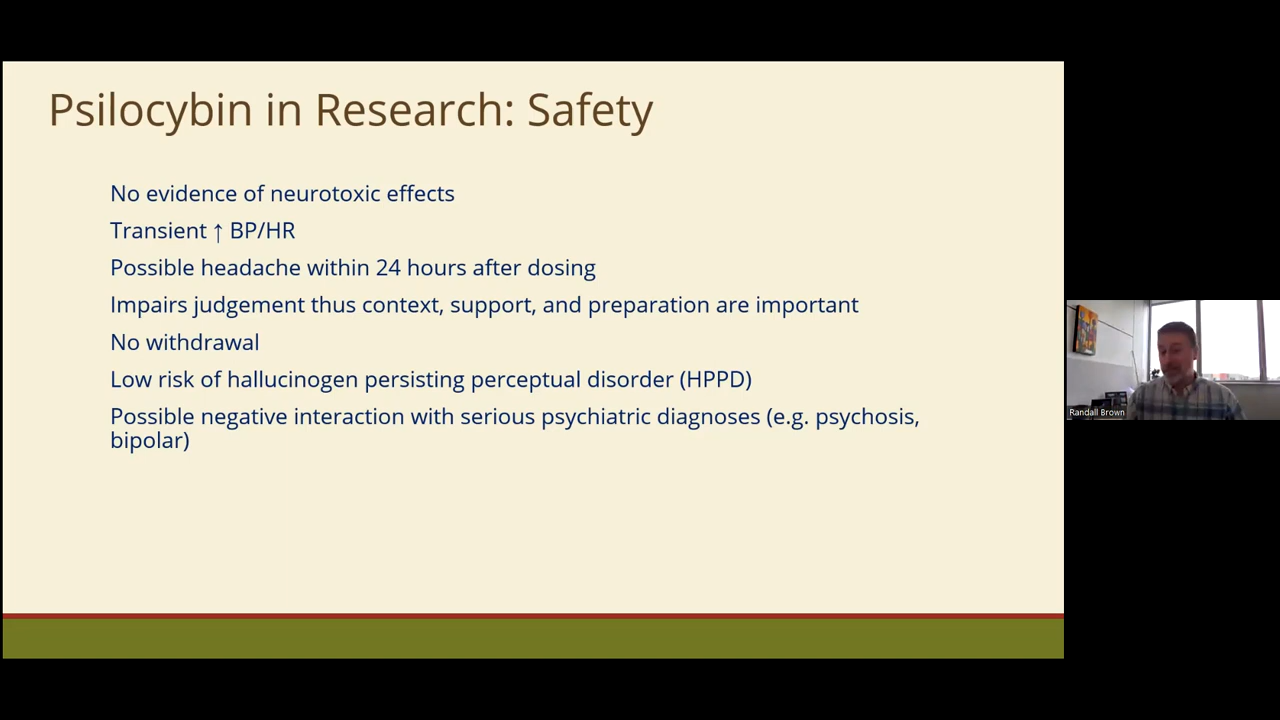 Psilocybin in Research: Safety
No evidence of neurotoxic effects
Transient ↑ BP/HR
Possible headache within 24 hours after dosing
Impairs judgement thus context, support, and preparation are important
No withdrawal
Low risk of hallucinogen persisting perceptual disorder (HPPD)
Possible negative interaction with serious psychiatric diagnoses (e.g. psychosis,
bipolar)
Randall Brown